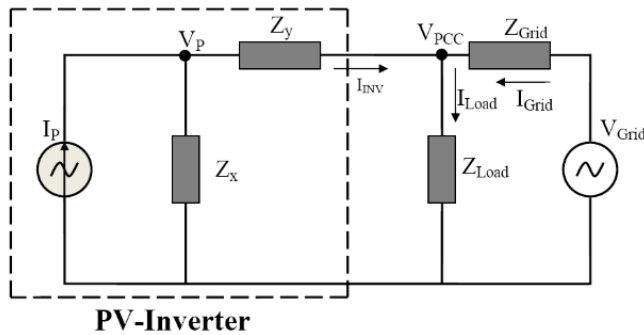 V_P
Z_y
V_PCC
Z_Grid
I_INV
I_Load
I_Grid
I_P
V_Grid
Z_x
Z_Load
PV-Inverter